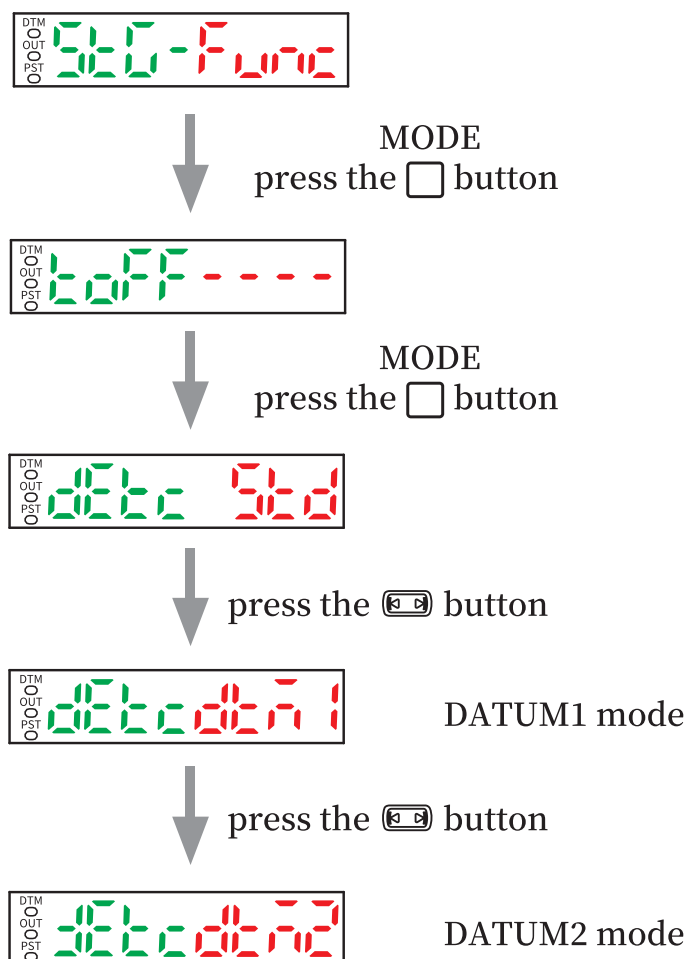 DTM
OUT
PST
StG-Func
MODE
press the button
DTM
OUT
PST
toFF----
MODE
press the button
DTM
OUT
PST
dEtc Std
press the button
DTM
OUT
PST
dEtcdtm1
DATUM1 mode
press the button
DTM
OUT
PST
dEtcdtm2
DATUM2 mode